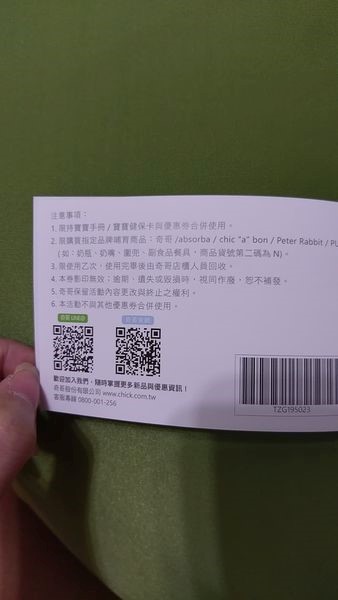 注意事項：
1. 限持寶寶手冊 / 寶寶健保卡與優惠券合併使用。
2. 限購買指定品牌哺育商品：奇哥 /absorba / chic "a" bon / Peter Rabbit / PU
(如：奶瓶、奶嘴、圍兜、副食品餐具，商品貨號第二碼為 N)。
3. 限使用乙次，使用完畢後由奇哥店櫃人員回收。
4. 本券影印無效；逾期，遺失或毀損時，視同作廢，恕不補發。
5. 奇哥保留活動內容更改與終止之權利。
6. 本活動不與其他優惠券合併使用。
奇哥 LINE@
歡迎加入我們，隨時掌握更多新品與優惠資訊！
奇哥股份有限公司 www.chick.com.tw
客服專線 0800-001-256
TZG195023